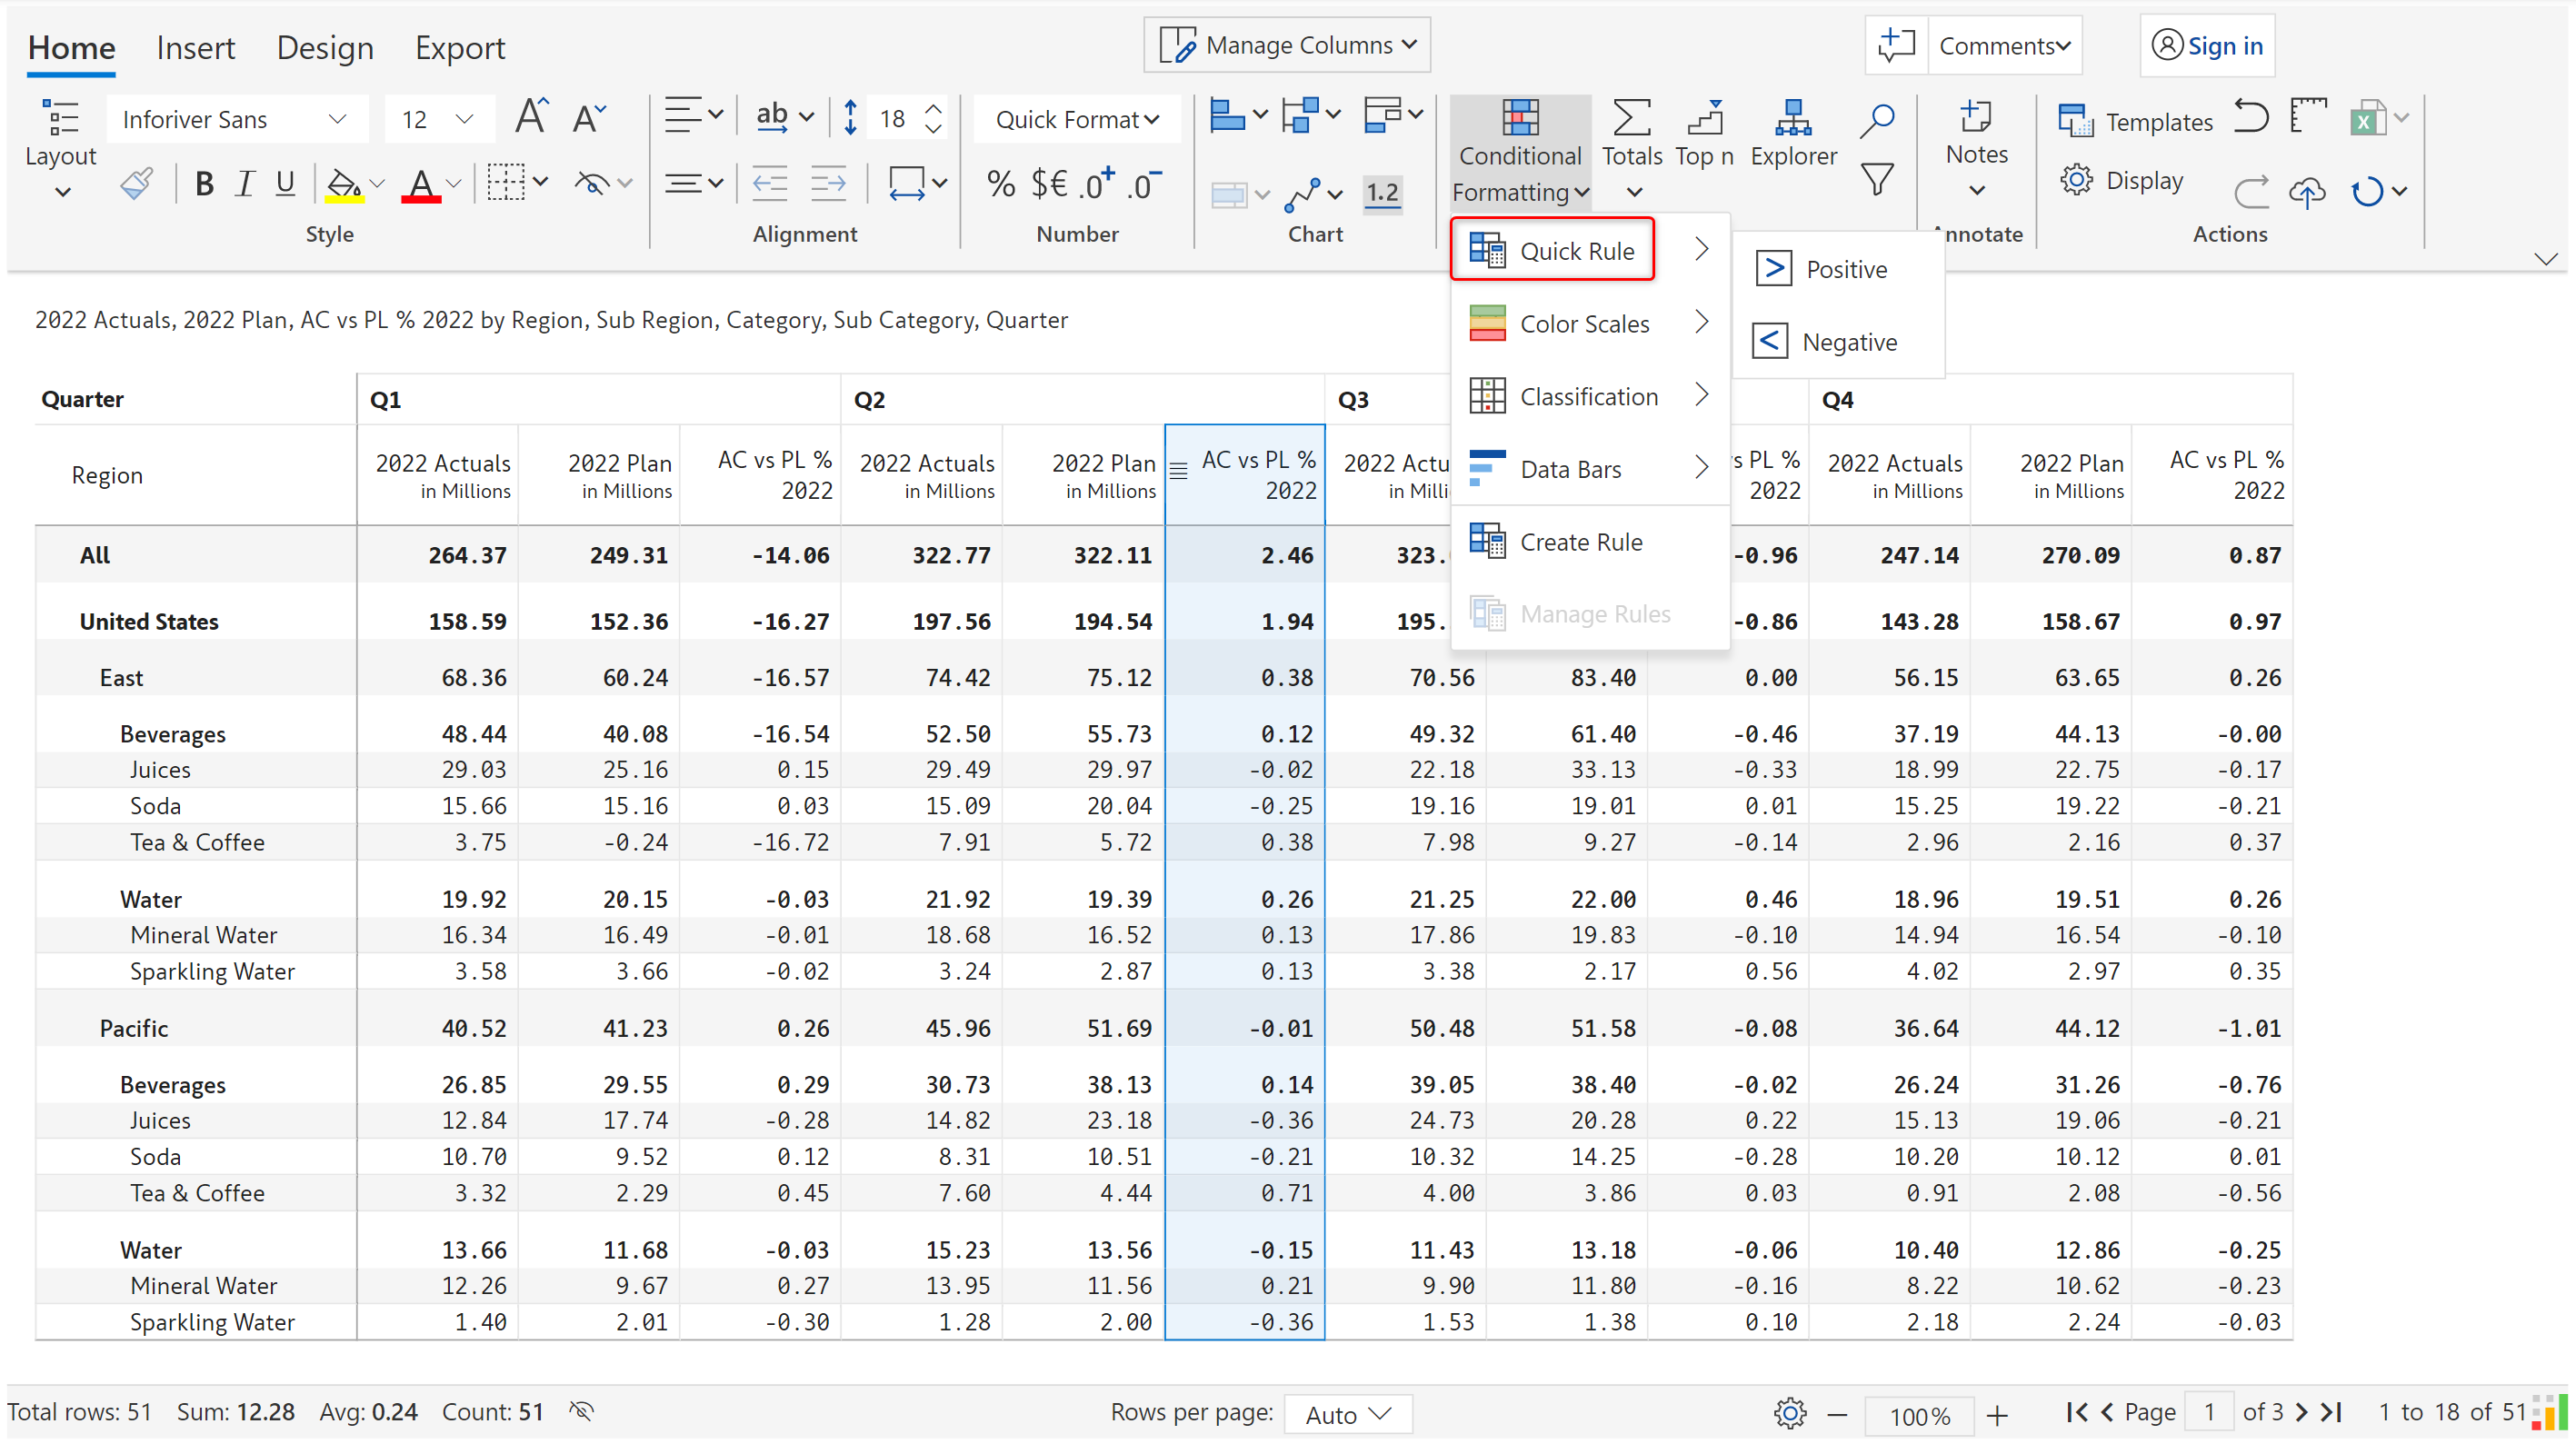 Home Insert Design Export Manage Columns Comments Sign in
Inforiver Sans 12 ab 18 Quick Format Templates
Layout Conditional Totals Top n Explorer Notes
B I U A % $€ .0+ .0- 1.2 Formatting Display
Style Alignment Number Chart Annotate Actions
Quick Rule Positive
Color Scales Negative
Classification
Data Bars
Create Rule
Manage Rules
2022 Actuals, 2022 Plan, AC vs PL % 2022 by Region, Sub Region, Category, Sub Category, Quarter
Quarter Q1 Q2 Q3 Q4
Region 2022 Actuals 2022 Plan AC vs PL % 2022 Actuals 2022 Plan AC vs PL % 2022 Actu s PL % 2022 Actuals 2022 Plan AC vs PL %
in Millions in Millions 2022 in Millions in Millions 2022 in Milli 2022 in Millions in Millions 2022
All 264.37 249.31 -14.06 322.77 322.11 2.46 323. -0.96 247.14 270.09 0.87
United States 158.59 152.36 -16.27 197.56 194.54 1.94 195. -0.86 143.28 158.67 0.97
East 68.36 60.24 -16.57 74.42 75.12 0.38 70.56 83.40 0.00 56.15 63.65 0.26
Beverages 48.44 40.08 -16.54 52.50 55.73 0.12 49.32 61.40 -0.46 37.19 44.13 -0.00
Juices 29.03 25.16 0.15 29.49 29.97 -0.02 22.18 33.13 -0.33 18.99 22.75 -0.17
Soda 15.66 15.16 0.03 15.09 20.04 -0.25 19.16 19.01 0.01 15.25 19.22 -0.21
Tea & Coffee 3.75 -0.24 -16.72 7.91 5.72 0.38 7.98 9.27 -0.14 2.96 2.16 0.37
Water 19.92 20.15 -0.03 21.92 19.39 0.26 21.25 22.00 0.46 18.96 19.51 0.26
Mineral Water 16.34 16.49 -0.01 18.68 16.52 0.13 17.86 19.83 -0.10 14.94 16.54 -0.10
Sparkling Water 3.58 3.66 -0.02 3.24 2.87 0.13 3.38 2.17 0.56 4.02 2.97 0.35
Pacific 40.52 41.23 0.26 45.96 51.69 -0.01 50.48 51.58 -0.08 36.64 44.12 -1.01
Beverages 26.85 29.55 0.29 30.73 38.13 0.14 39.05 38.40 -0.02 26.24 31.26 -0.76
Juices 12.84 17.74 -0.28 14.82 23.18 -0.36 24.73 20.28 0.22 15.13 19.06 -0.21
Soda 10.70 9.52 0.12 8.31 10.51 -0.21 10.32 14.25 -0.28 10.20 10.12 0.01
Tea & Coffee 3.32 2.29 0.45 7.60 4.44 0.71 4.00 3.86 0.03 0.91 2.08 -0.56
Water 13.66 11.68 -0.03 15.23 13.56 -0.15 11.43 13.18 -0.06 10.40 12.86 -0.25
Mineral Water 12.26 9.67 0.27 13.95 11.56 0.21 9.90 11.80 -0.16 8.22 10.62 -0.23
Sparkling Water 1.40 2.01 -0.30 1.28 2.00 -0.36 1.53 1.38 0.10 2.18 2.24 -0.03
Total rows: 51 Sum: 12.28 Avg: 0.24 Count: 51 Rows per page: Auto 100% Page 1 of 3 1 to 18 of 51